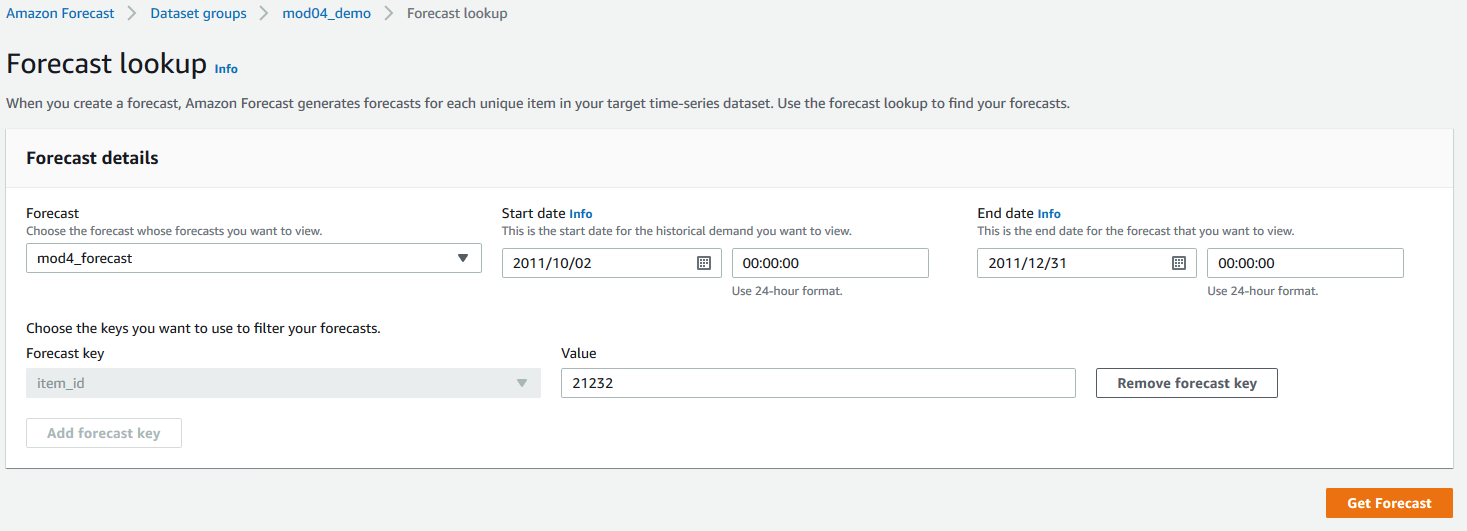 Amazon Forecast > Dataset groups > mod04_demo > Forecast lookup
Forecast lookup Info
When you create a forecast, Amazon Forecast generates forecasts for each unique item in your target time-series dataset. Use the forecast lookup to find your forecasts.
Forecast details
Forecast
Choose the forecast whose forecasts you want to view.
mod4_forecast
Start date Info
This is the start date for the historical demand you want to view.
2011/10/02 00:00:00
Use 24-hour format.
End date Info
This is the end date for the forecast that you want to view.
2011/12/31 00:00:00
Use 24-hour format.
Choose the keys you want to use to filter your forecasts.
Forecast key
item_id
Value
21232
Remove forecast key
Add forecast key
Get Forecast